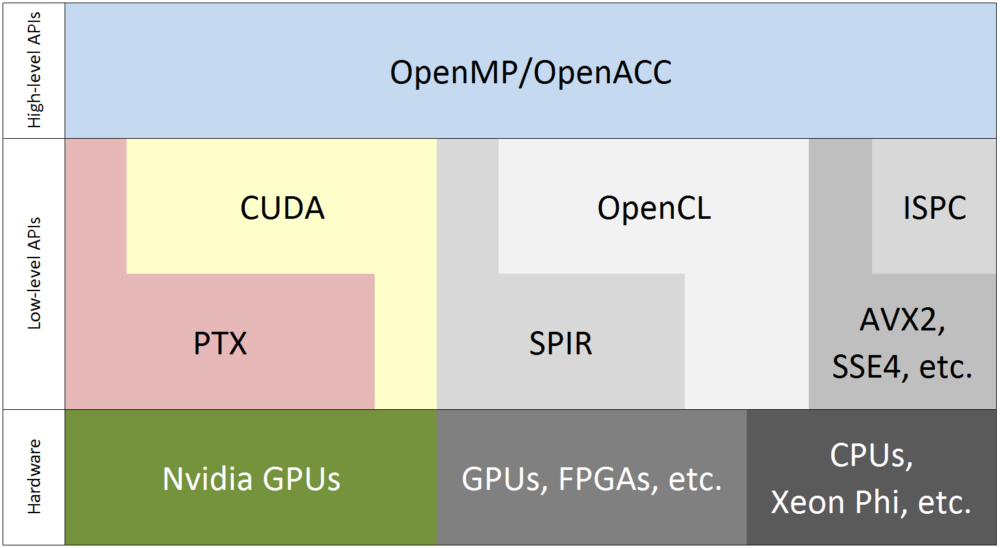 High-level APIs
OpenMP/OpenACC
Low-level APIs
CUDA
OpenCL
ISPC
PTX
SPIR
AVX2,
SSE4, etc.
Hardware
Nvidia GPUs
GPUs, FPGAs, etc.
CPUs,
Xeon Phi, etc.